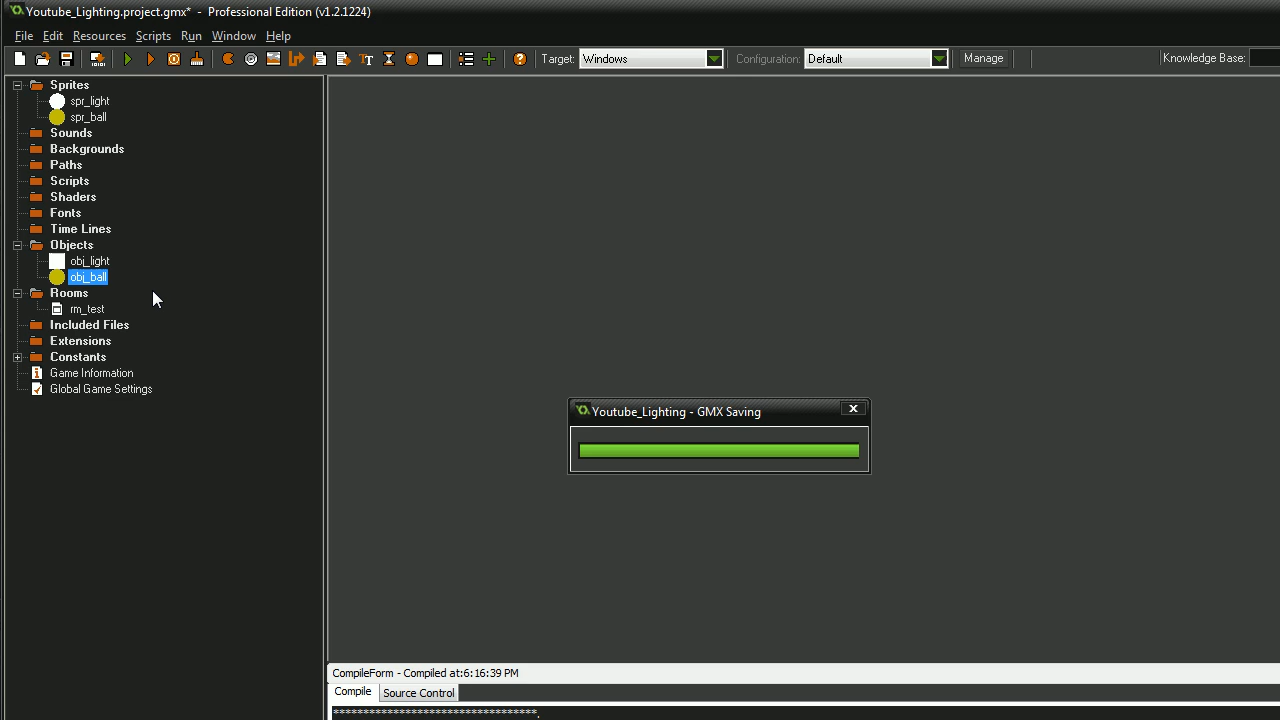 Youtube_Lighting.project.gmx* - Professional Edition (v1.2.1224)
File Edit Resources Scripts Run Window Help
Target: Windows Configuration: Default Manage Knowledge Base:
Sprites
spr_light
spr_ball
Sounds
Backgrounds
Paths
Scripts
Shaders
Fonts
Time Lines
Objects
obj_light
obj_ball
Rooms
rm_test
Included Files
Extensions
Constants
Game Information
Global Game Settings
Youtube_Lighting - GMX Saving
CompileForm - Compiled at:6:16:39 PM
Compile Source Control